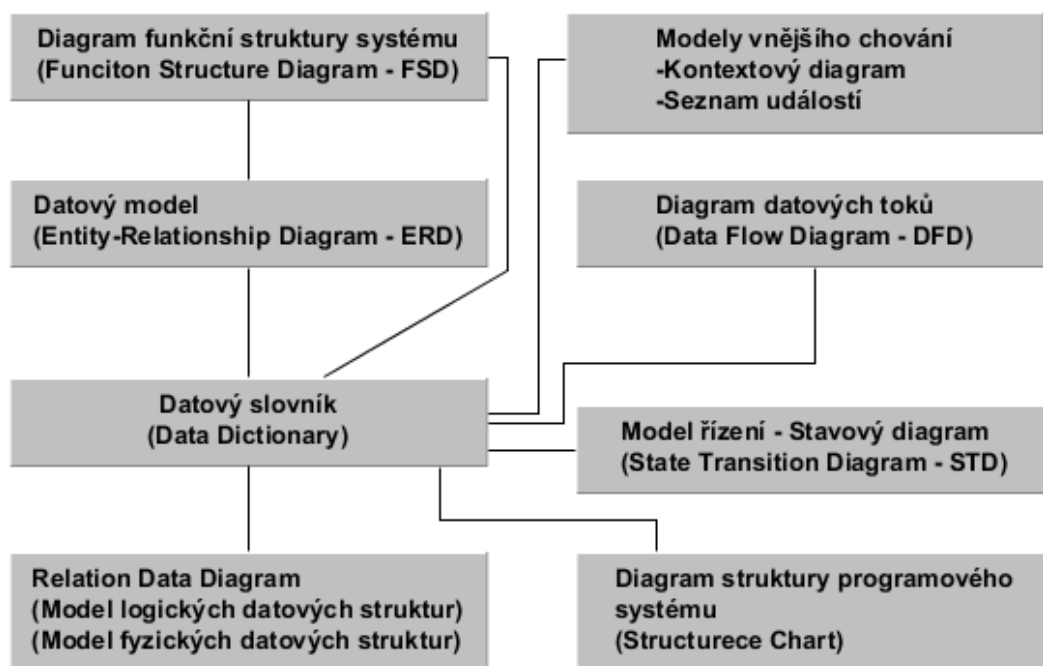 Diagram funkční struktury systému
(Funciton Structure Diagram - FSD)
Modely vnějšího chování
-Kontextový diagram
-Seznam událostí
Datový model
(Entity-Relationship Diagram - ERD)
Diagram datových toků
(Data Flow Diagram - DFD)
Datový slovník
(Data Dictionary)
Model řízení - Stavový diagram
(State Transition Diagram - STD)
Relation Data Diagram
(Model logických datových struktur)
(Model fyzických datových struktur)
Diagram struktury programového
systému
(Structurece Chart)